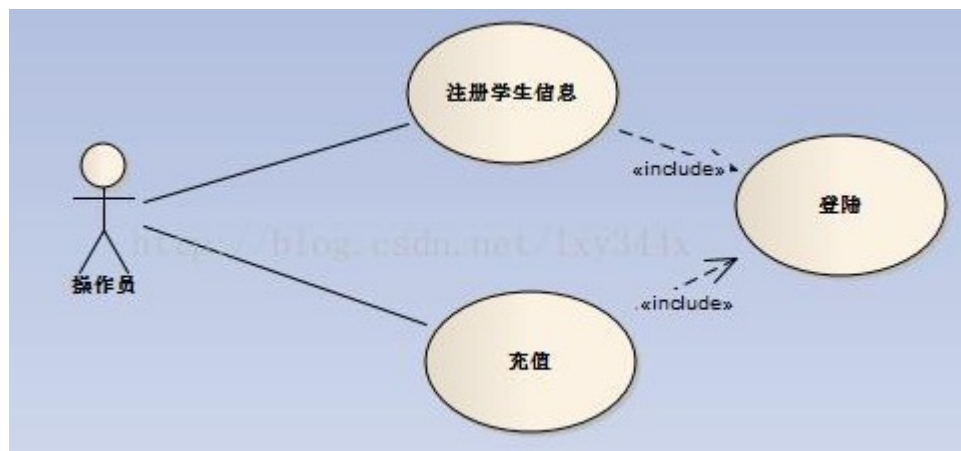 注册学生信息
«include»
登陆
http://blog.csdn.net/lxy344x
操作员
«include»
充值